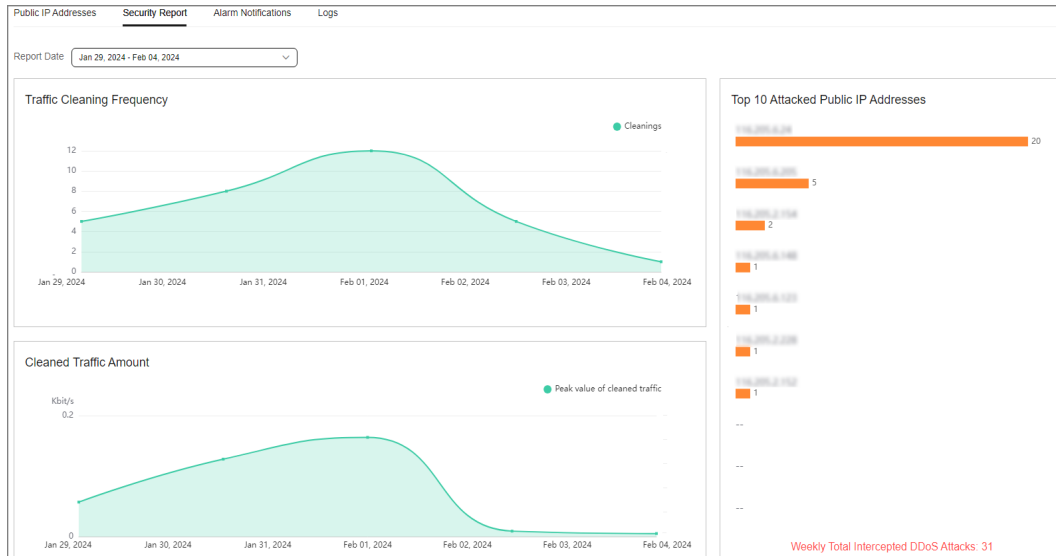 Public IP Addresses Security Report Alarm Notifications Logs
Report Date Jan 29, 2024 - Feb 04, 2024
Traffic Cleaning Frequency
Cleanings
12
10
8
6
4
2
0
Jan 29, 2024 Jan 30, 2024 Jan 31, 2024 Feb 01, 2024 Feb 02, 2024 Feb 03, 2024 Feb 04, 2024
Cleaned Traffic Amount
Peak value of cleaned traffic
Kbit/s
0.2
0
Jan 29, 2024 Jan 30, 2024 Jan 31, 2024 Feb 01, 2024 Feb 02, 2024 Feb 03, 2024 Feb 04, 2024
Top 10 Attacked Public IP Addresses
20
5
2
1
1
1
1
--
--
--
Weekly Total Intercepted DDoS Attacks: 31